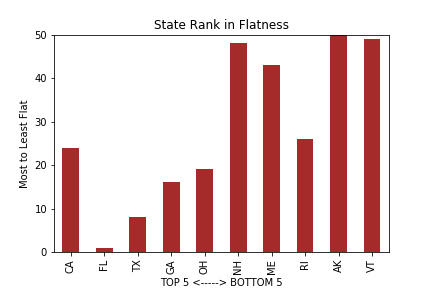 State Rank in Flatness
Most to Least Flat
50
40
30
20
10
0
CA
FL
TX
GA
OH
NH
ME
RI
AK
VT
TOP 5 <-----> BOTTOM 5